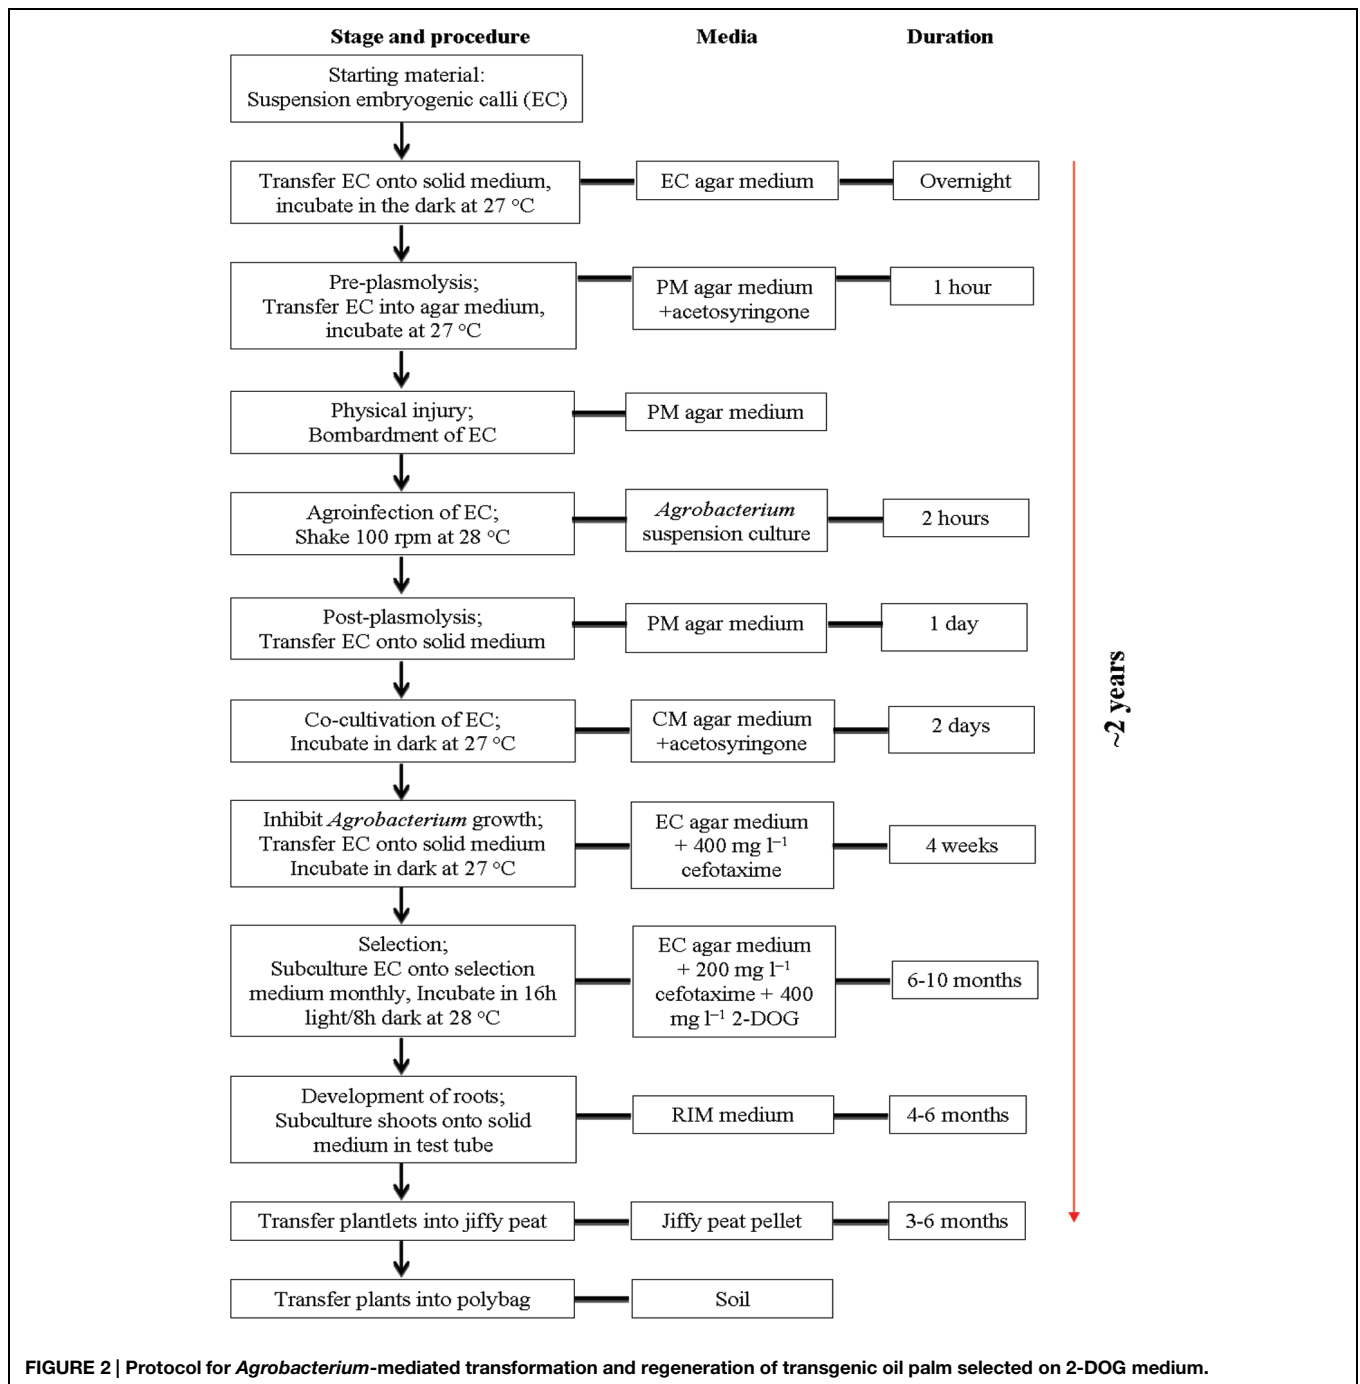 Stage and procedure Media Duration
Starting material:
Suspension embryogenic calli (EC)
Transfer EC onto solid medium,
incubate in the dark at 27 °C
EC agar medium
Overnight
Pre-plasmolysis;
Transfer EC into agar medium,
incubate at 27 °C
PM agar medium
+acetosyringone
1 hour
Physical injury;
Bombardment of EC
PM agar medium
Agroinfection of EC;
Shake 100 rpm at 28 °C
Agrobacterium
suspension culture
2 hours
Post-plasmolysis;
Transfer EC onto solid medium
PM agar medium
1 day
Co-cultivation of EC;
Incubate in dark at 27 °C
CM agar medium
+acetosyringone
2 days
Inhibit Agrobacterium growth;
Transfer EC onto solid medium
Incubate in dark at 27 °C
EC agar medium
+ 400 mg l⁻¹
cefotaxime
4 weeks
Selection;
Subculture EC onto selection
medium monthly, Incubate in 16h
light/8h dark at 28 °C
EC agar medium
+ 200 mg l⁻¹
cefotaxime + 400
mg l⁻¹ 2-DOG
6-10 months
Development of roots;
Subculture shoots onto solid
medium in test tube
RIM medium
4-6 months
Transfer plantlets into jiffy peat
Jiffy peat pellet
3-6 months
Transfer plants into polybag
Soil
~2 years
FIGURE 2 | Protocol for Agrobacterium-mediated transformation and regeneration of transgenic oil palm selected on 2-DOG medium.